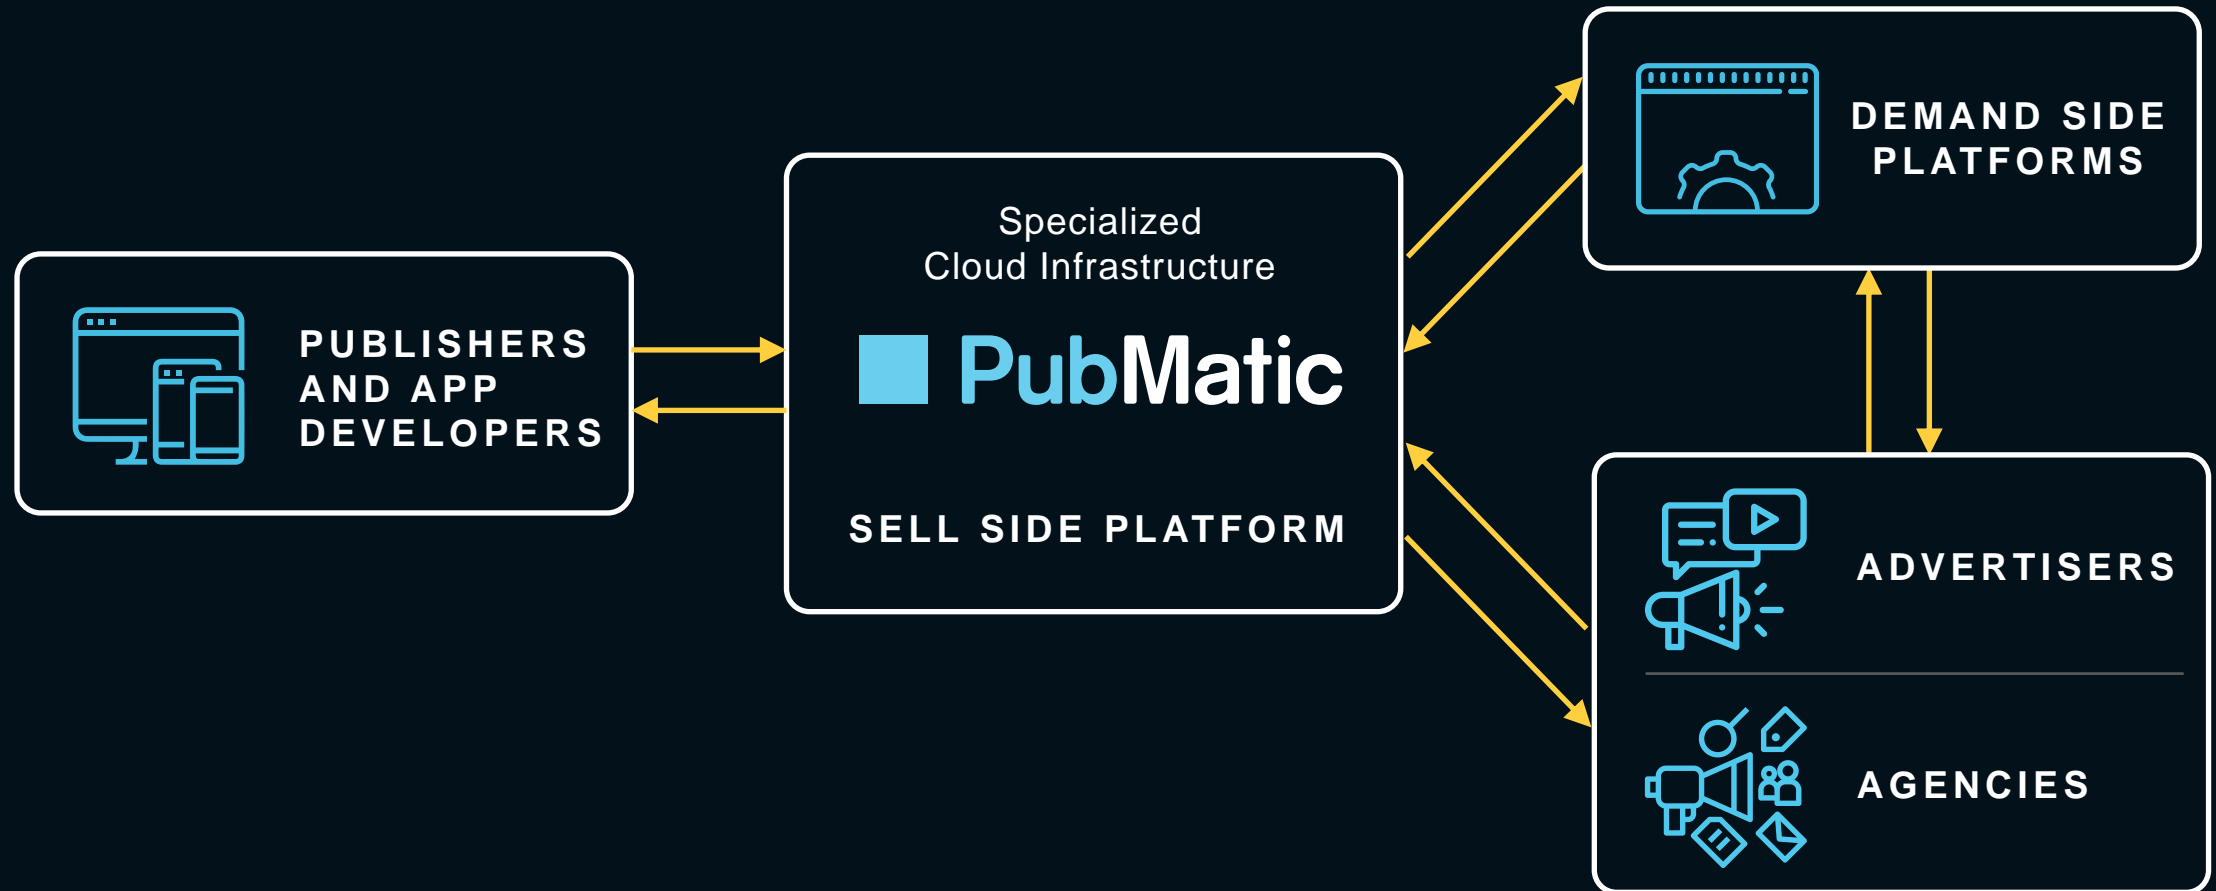 PUBLISHERS
AND APP
DEVELOPERS
Specialized
Cloud Infrastructure
PubMatic
SELL SIDE PLATFORM
DEMAND SIDE
PLATFORMS
ADVERTISERS
AGENCIES